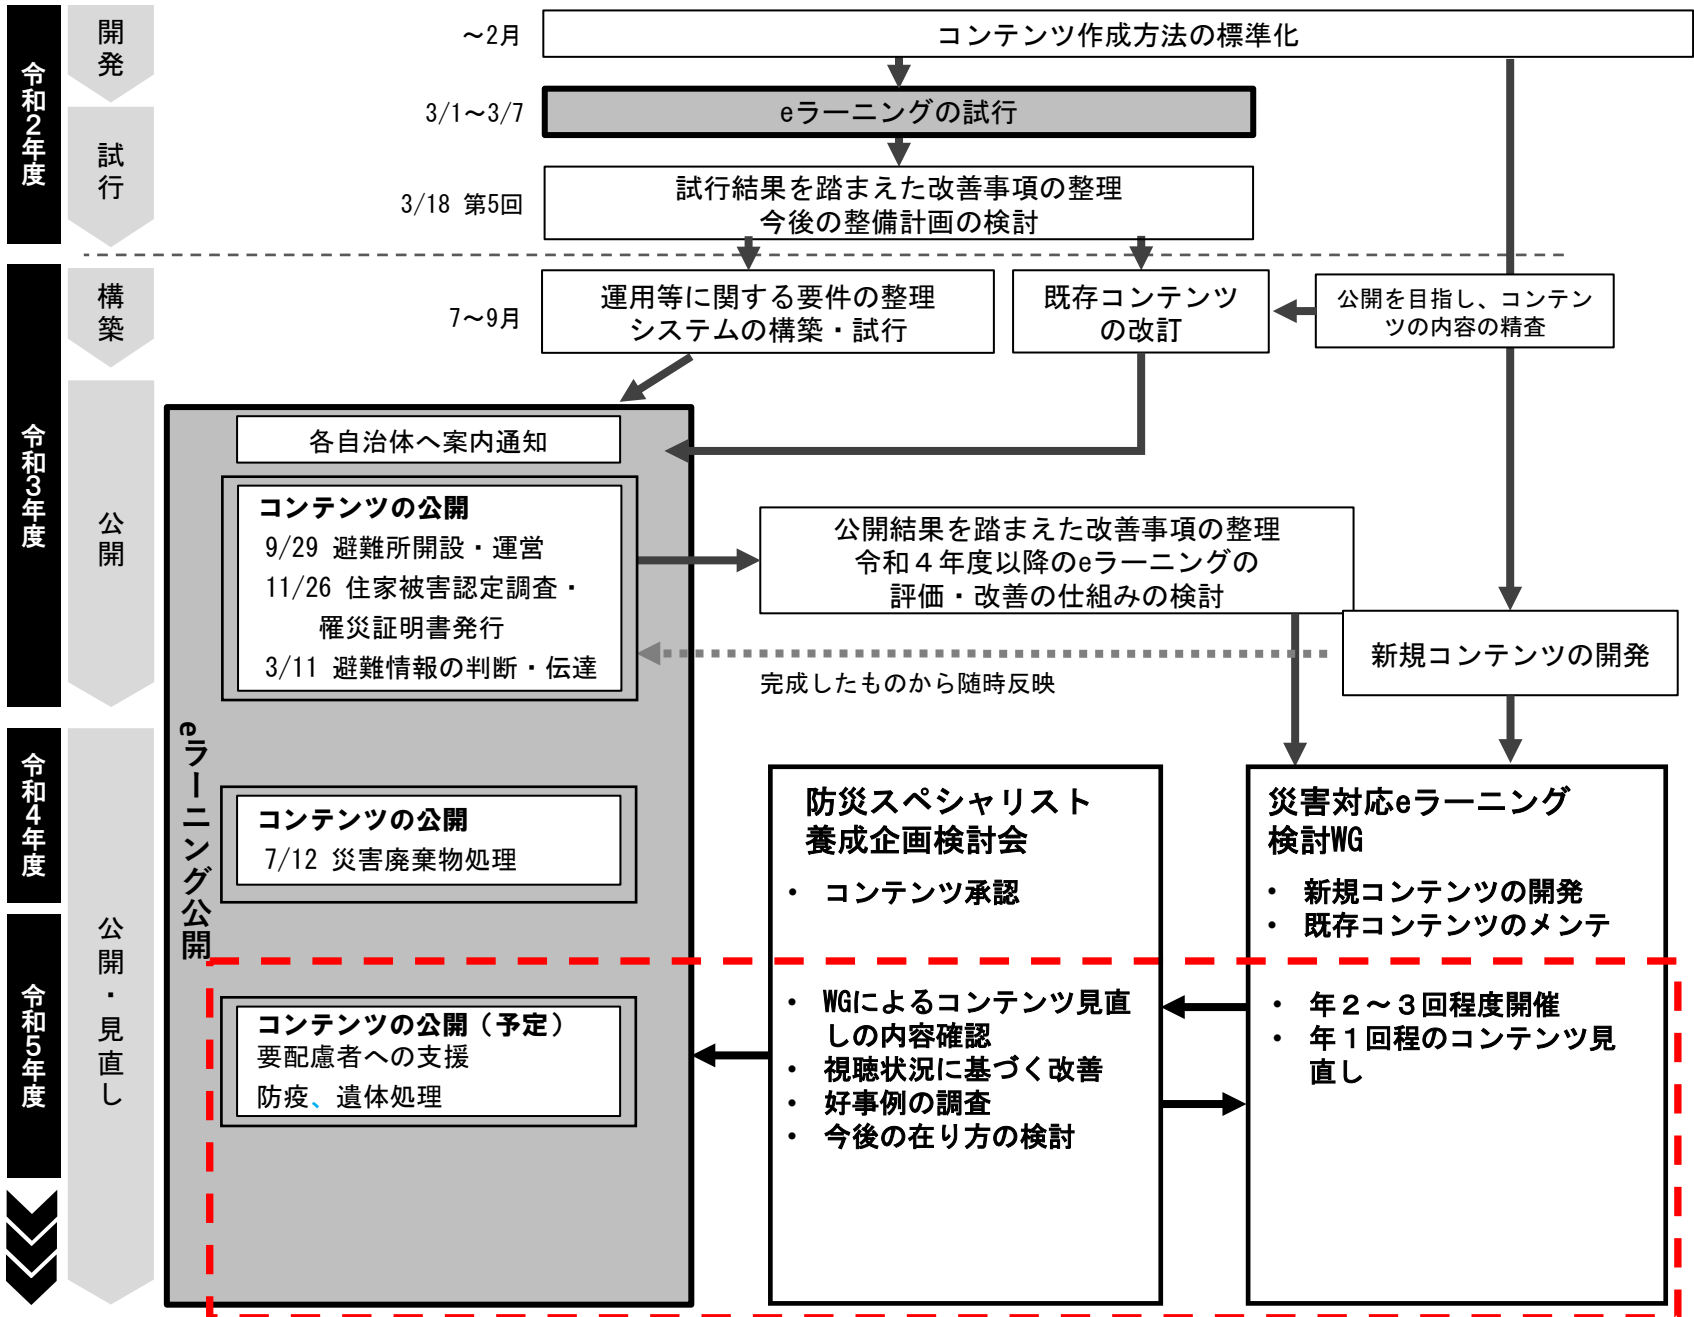 令和2年度
開発
～2月
コンテンツ作成方法の標準化
3/1～3/7
eラーニングの試行
試行
3/18 第5回
試行結果を踏まえた改善事項の整理
今後の整備計画の検討
令和3年度
構築
7～9月
運用等に関する要件の整理
システムの構築・試行
既存コンテンツ
の改訂
公開を目指し、コンテン
ツの内容の精査
公開
eラーニング公開
各自治体へ案内通知
コンテンツの公開
9/29 避難所開設・運営
11/26 住家被害認定調査・
罹災証明書発行
3/11 避難情報の判断・伝達
公開結果を踏まえた改善事項の整理
令和４年度以降のeラーニングの
評価・改善の仕組みの検討
新規コンテンツの開発
完成したものから随時反映
令和4年度
公開・見直し
コンテンツの公開
7/12 災害廃棄物処理
防災スペシャリスト
養成企画検討会
・ コンテンツ承認
災害対応eラーニング
検討WG
・ 新規コンテンツの開発
・ 既存コンテンツのメンテ
令和5年度
コンテンツの公開（予定）
要配慮者への支援
防疫、遺体処理
・ WGによるコンテンツ見直
しの内容確認
・ 視聴状況に基づく改善
・ 好事例の調査
・ 今後の在り方の検討
・ 年２～３回程度開催
・ 年１回程のコンテンツ見
直し